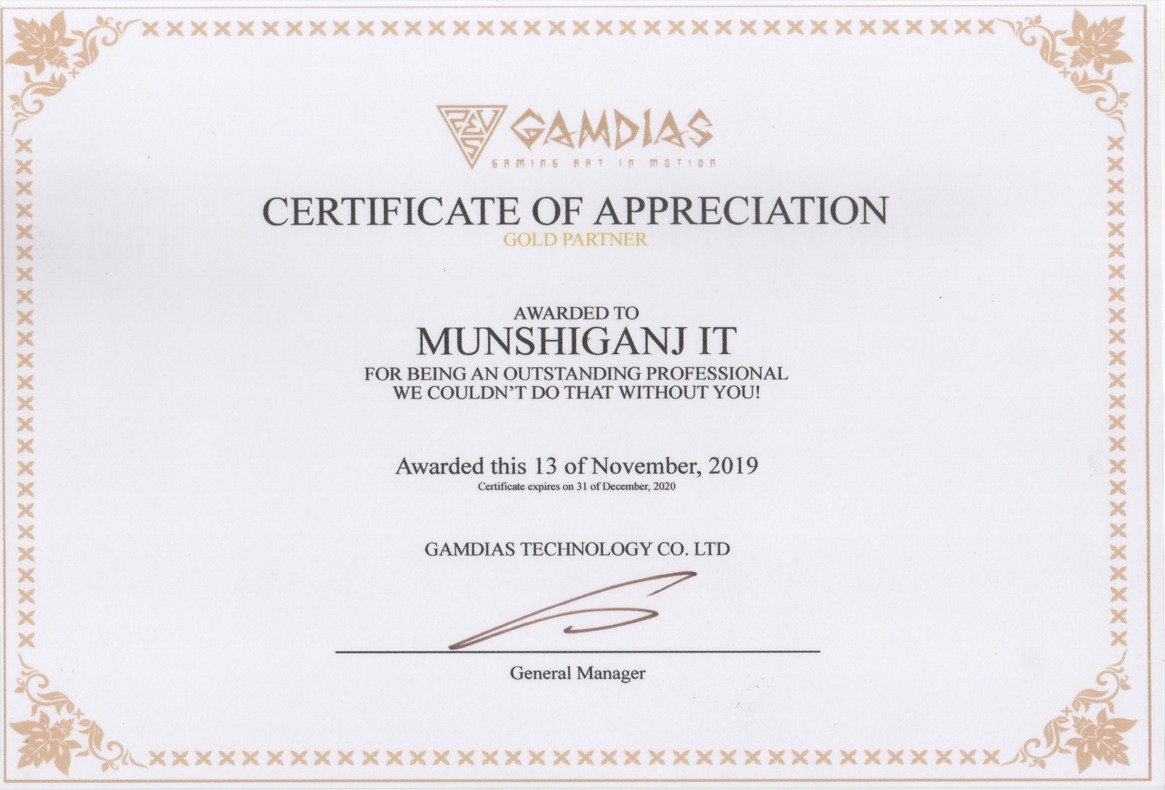 ZEUS GAMDIAS
GAMING ART IN MOTION
CERTIFICATE OF APPRECIATION
GOLD PARTNER
AWARDED TO
MUNSHIGANJ IT
FOR BEING AN OUTSTANDING PROFESSIONAL
WE COULDN'T DO THAT WITHOUT YOU!
Awarded this 13 of November, 2019
Certificate expires on 31 of December, 2020
GAMDIAS TECHNOLOGY CO. LTD
General Manager